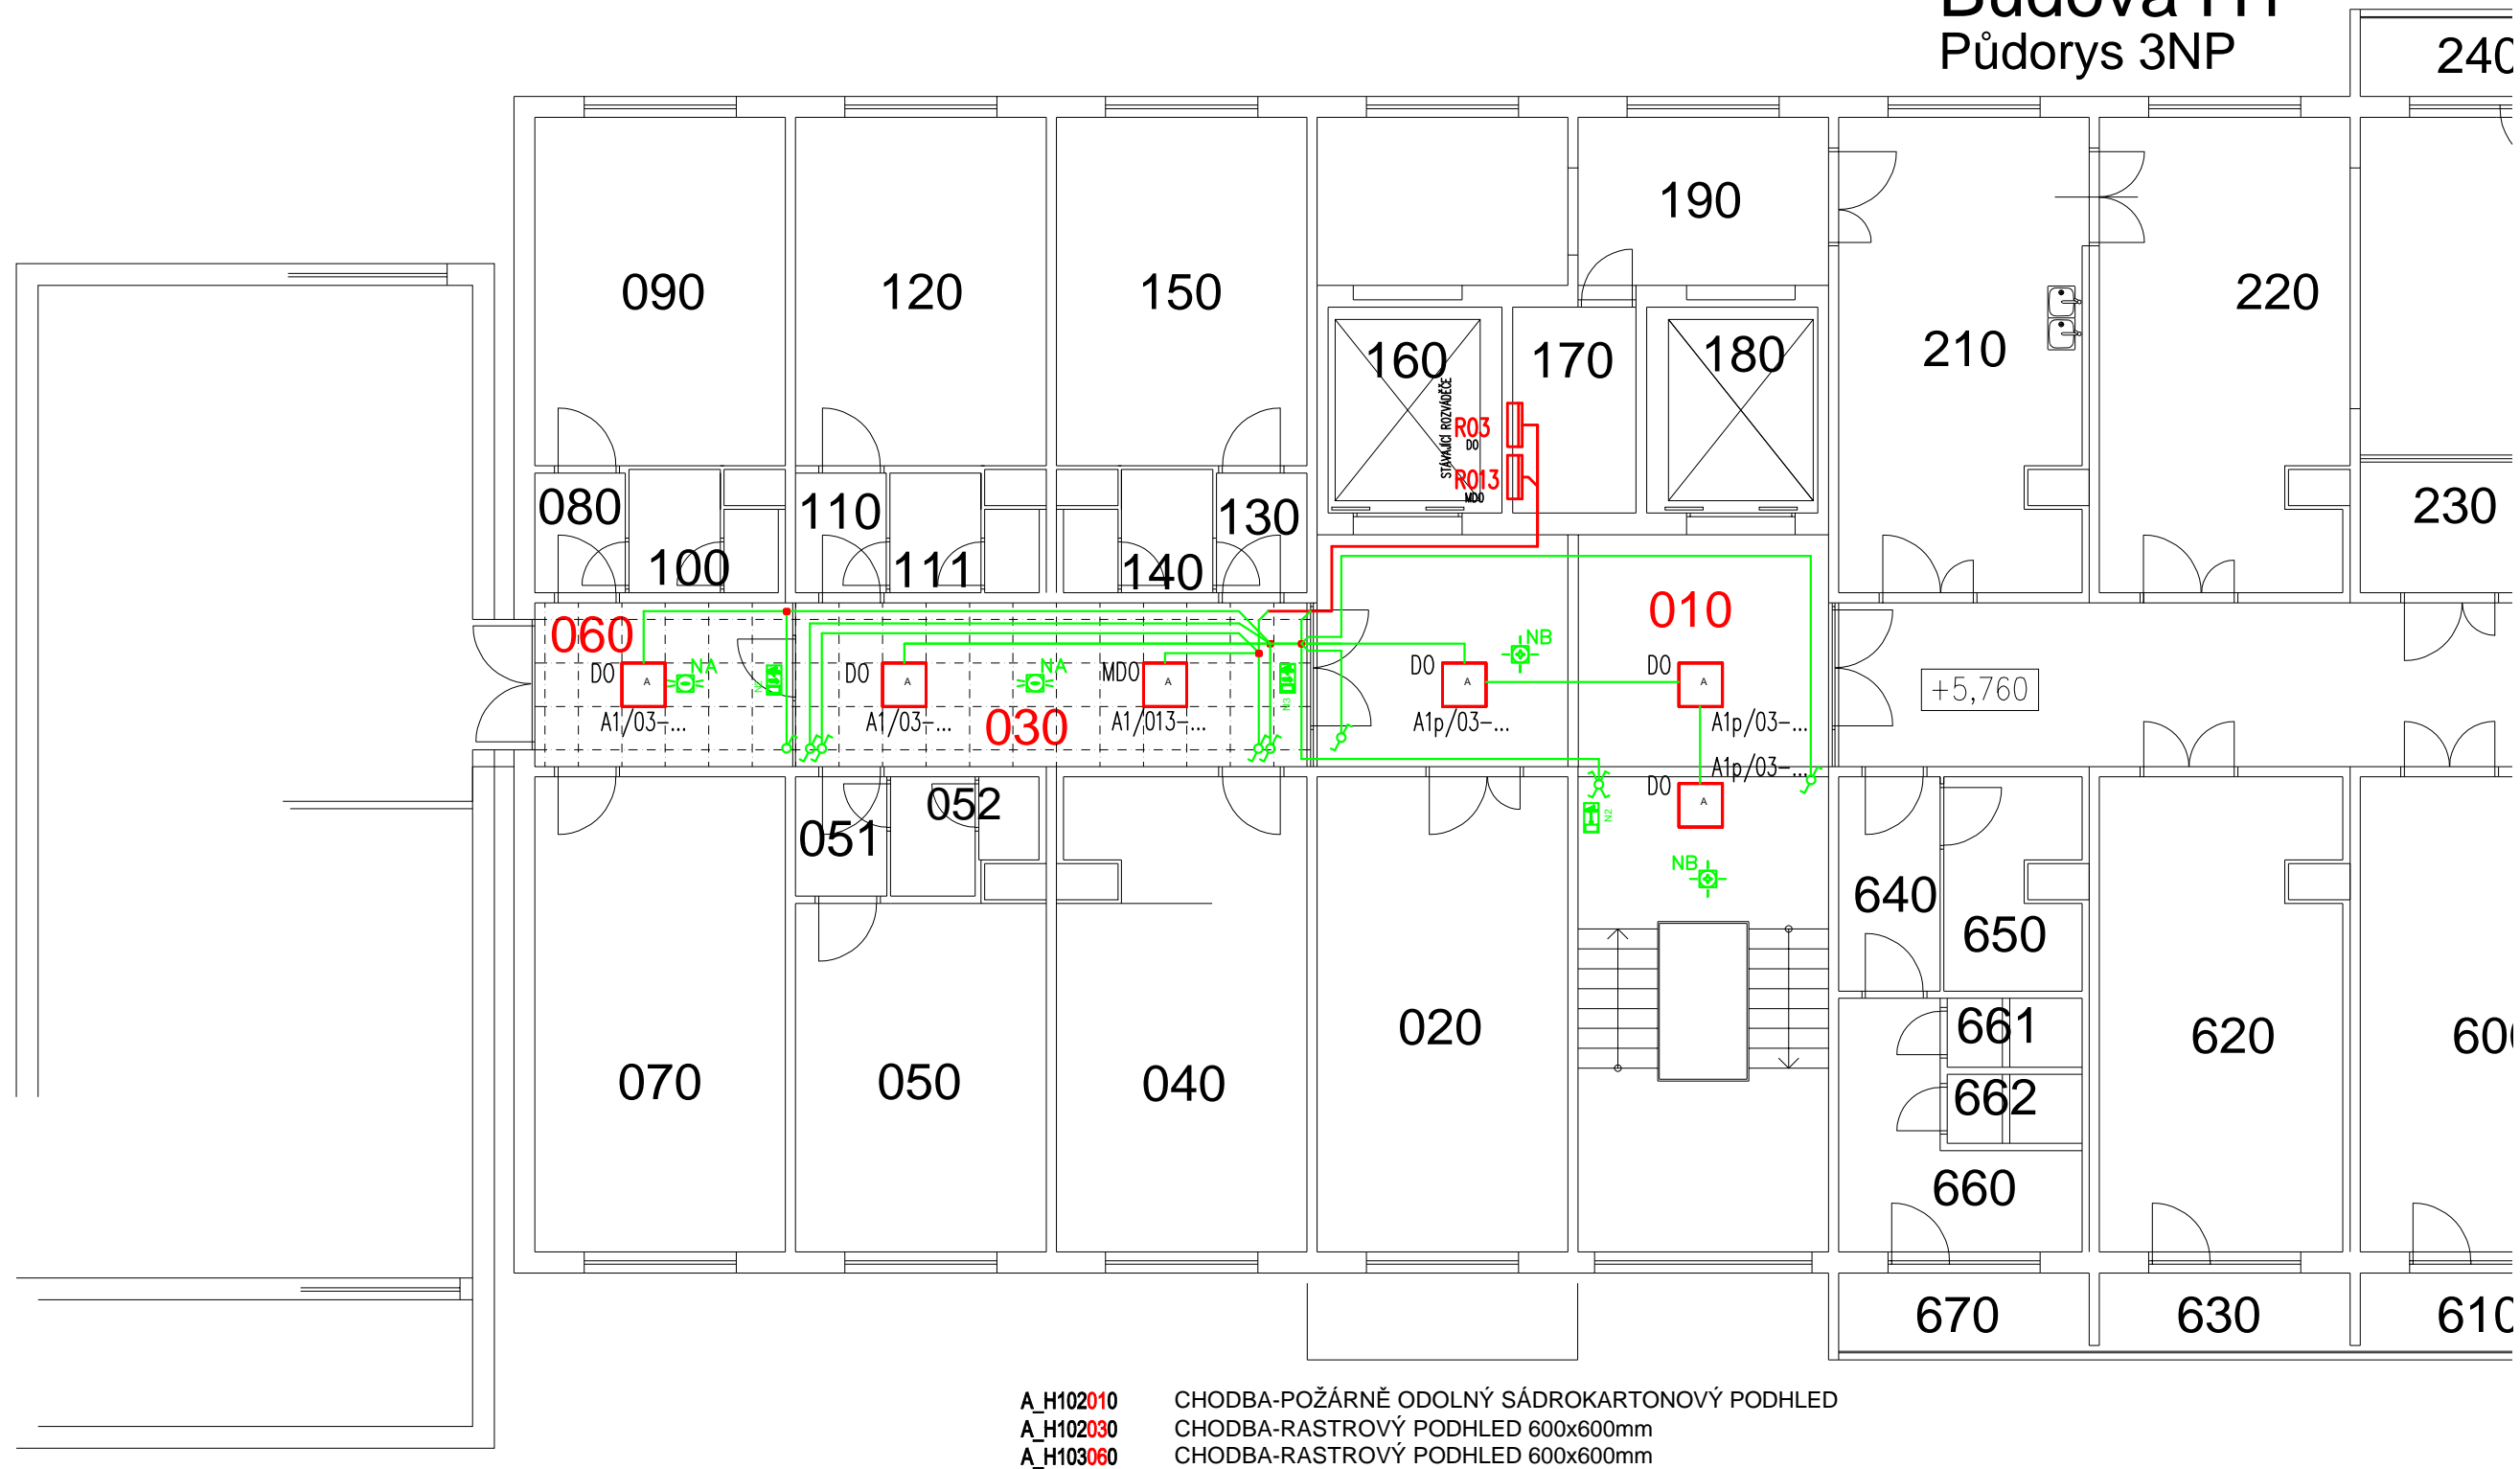 Půdorys 3NP
240
190
090
120
150
220
160
170
180
210
STÁVAJÍCÍ ROZVÁDĚČE
R03
DO
R013
MDO
080
110
130
230
100
111
140
060
010
NB
DO
NA
DO
NA
MDO
DO
DO
A
A
A
A
A
+5,760
N3
A1/03-...
A1/03-...
030
A1/013-...
A1p/03-...
A1p/03-...
A1p/03-...
DO
A
052
051
N2
NB
640
650
020
661
620
070
050
040
662
660
670
630
610
A_H102010 CHODBA-POŽÁRNĚ ODOLNÝ SÁDROKARTONOVÝ PODHLED
A_H102030 CHODBA-RASTROVÝ PODHLED 600x600mm
A_H103060 CHODBA-RASTROVÝ PODHLED 600x600mm